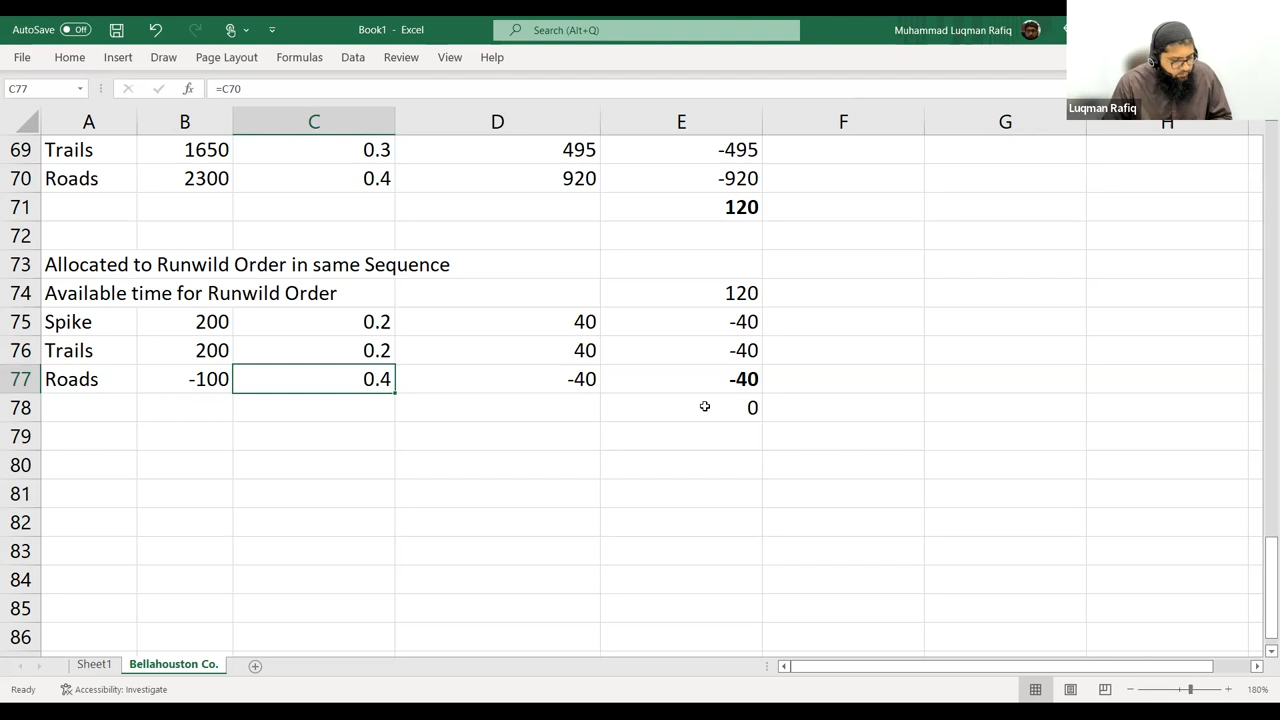 AutoSave Off Book1 - Excel Search (Alt+Q) Muhammad Luqman Rafiq
File Home Insert Draw Page Layout Formulas Data Review View Help
C77 fx =C70
Luqman Rafiq
A B C D E F G H
69 Trails 1650 0.3 495 -495
70 Roads 2300 0.4 920 -920
71 120
72
73 Allocated to Runwild Order in same Sequence
74 Available time for Runwild Order 120
75 Spike 200 0.2 40 -40
76 Trails 200 0.2 40 -40
77 Roads -100 0.4 -40 -40
78 0
79
80
81
82
83
84
85
86
Sheet1 Bellahouston Co.
Ready Accessibility: Investigate 180%